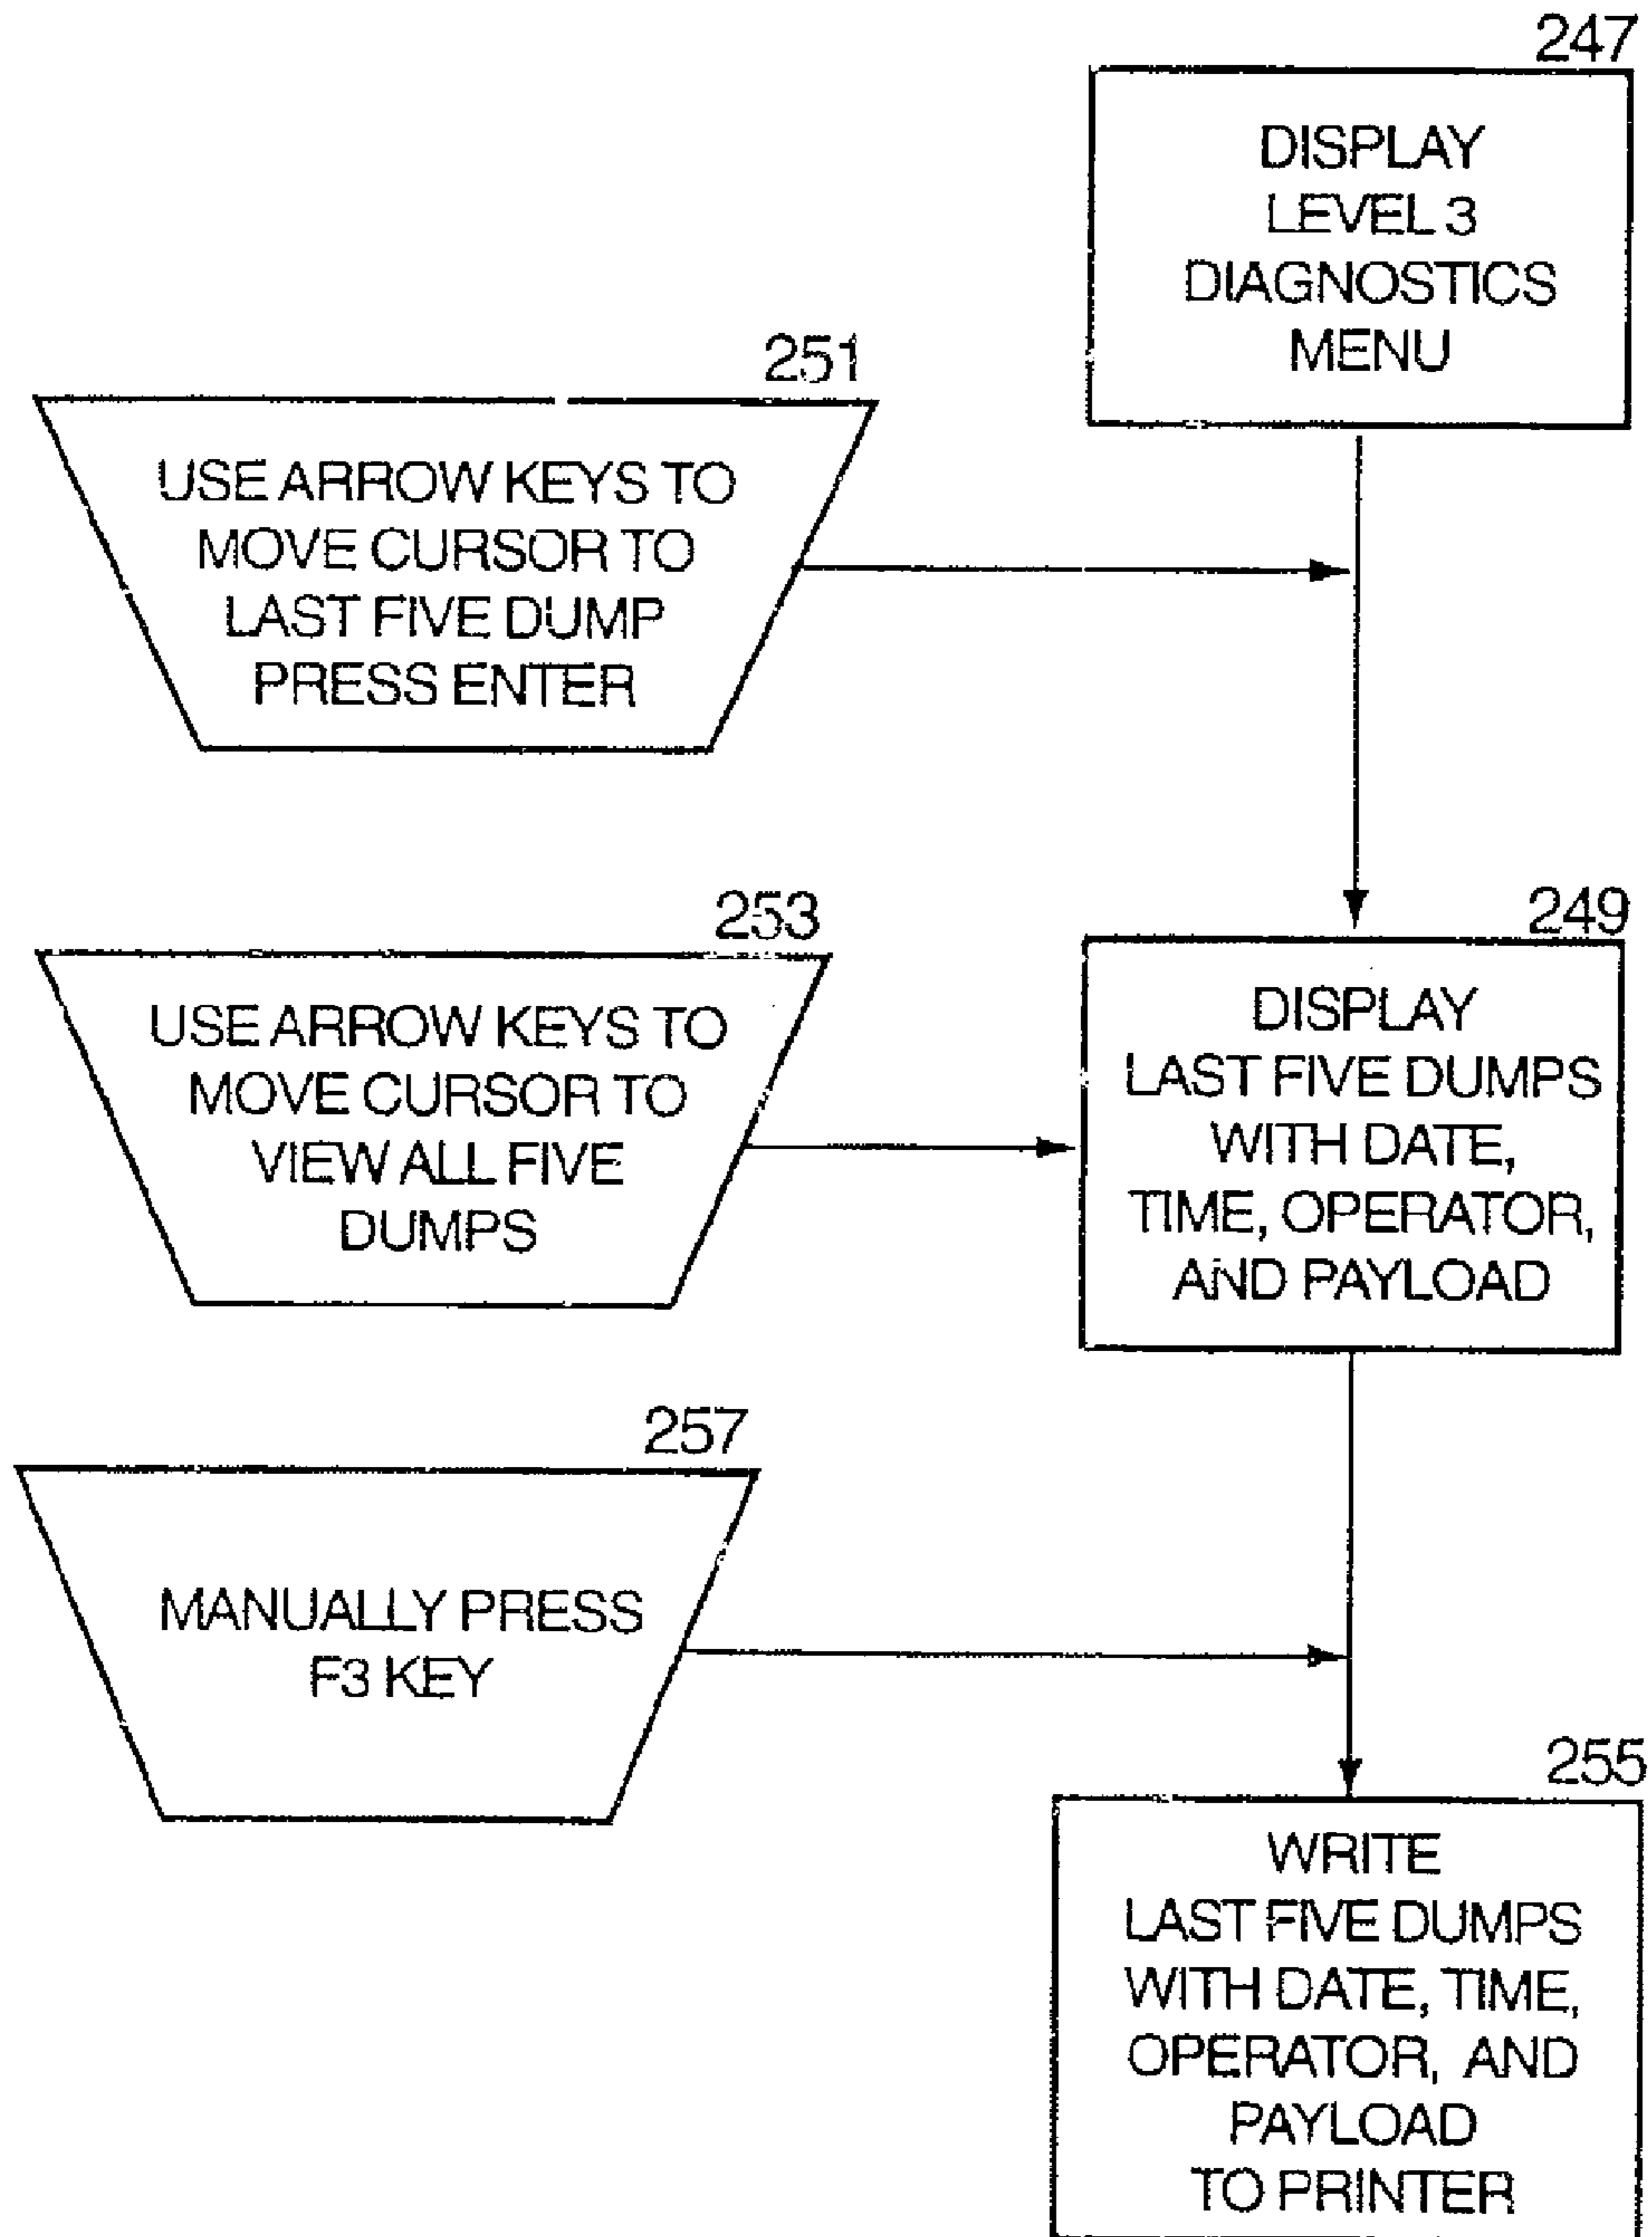 247
DISPLAY
LEVEL 3
DIAGNOSTICS
MENU
251
USE ARROW KEYS TO
MOVE CURSOR TO
LAST FIVE DUMP
PRESS ENTER
253
USE ARROW KEYS TO
MOVE CURSOR TO
VIEW ALL FIVE
DUMPS
249
DISPLAY
LAST FIVE DUMPS
WITH DATE,
TIME, OPERATOR,
AND PAYLOAD
257
MANUALLY PRESS
F3 KEY
255
WRITE
LAST FIVE DUMPS
WITH DATE, TIME,
OPERATOR, AND
PAYLOAD
TO PRINTER